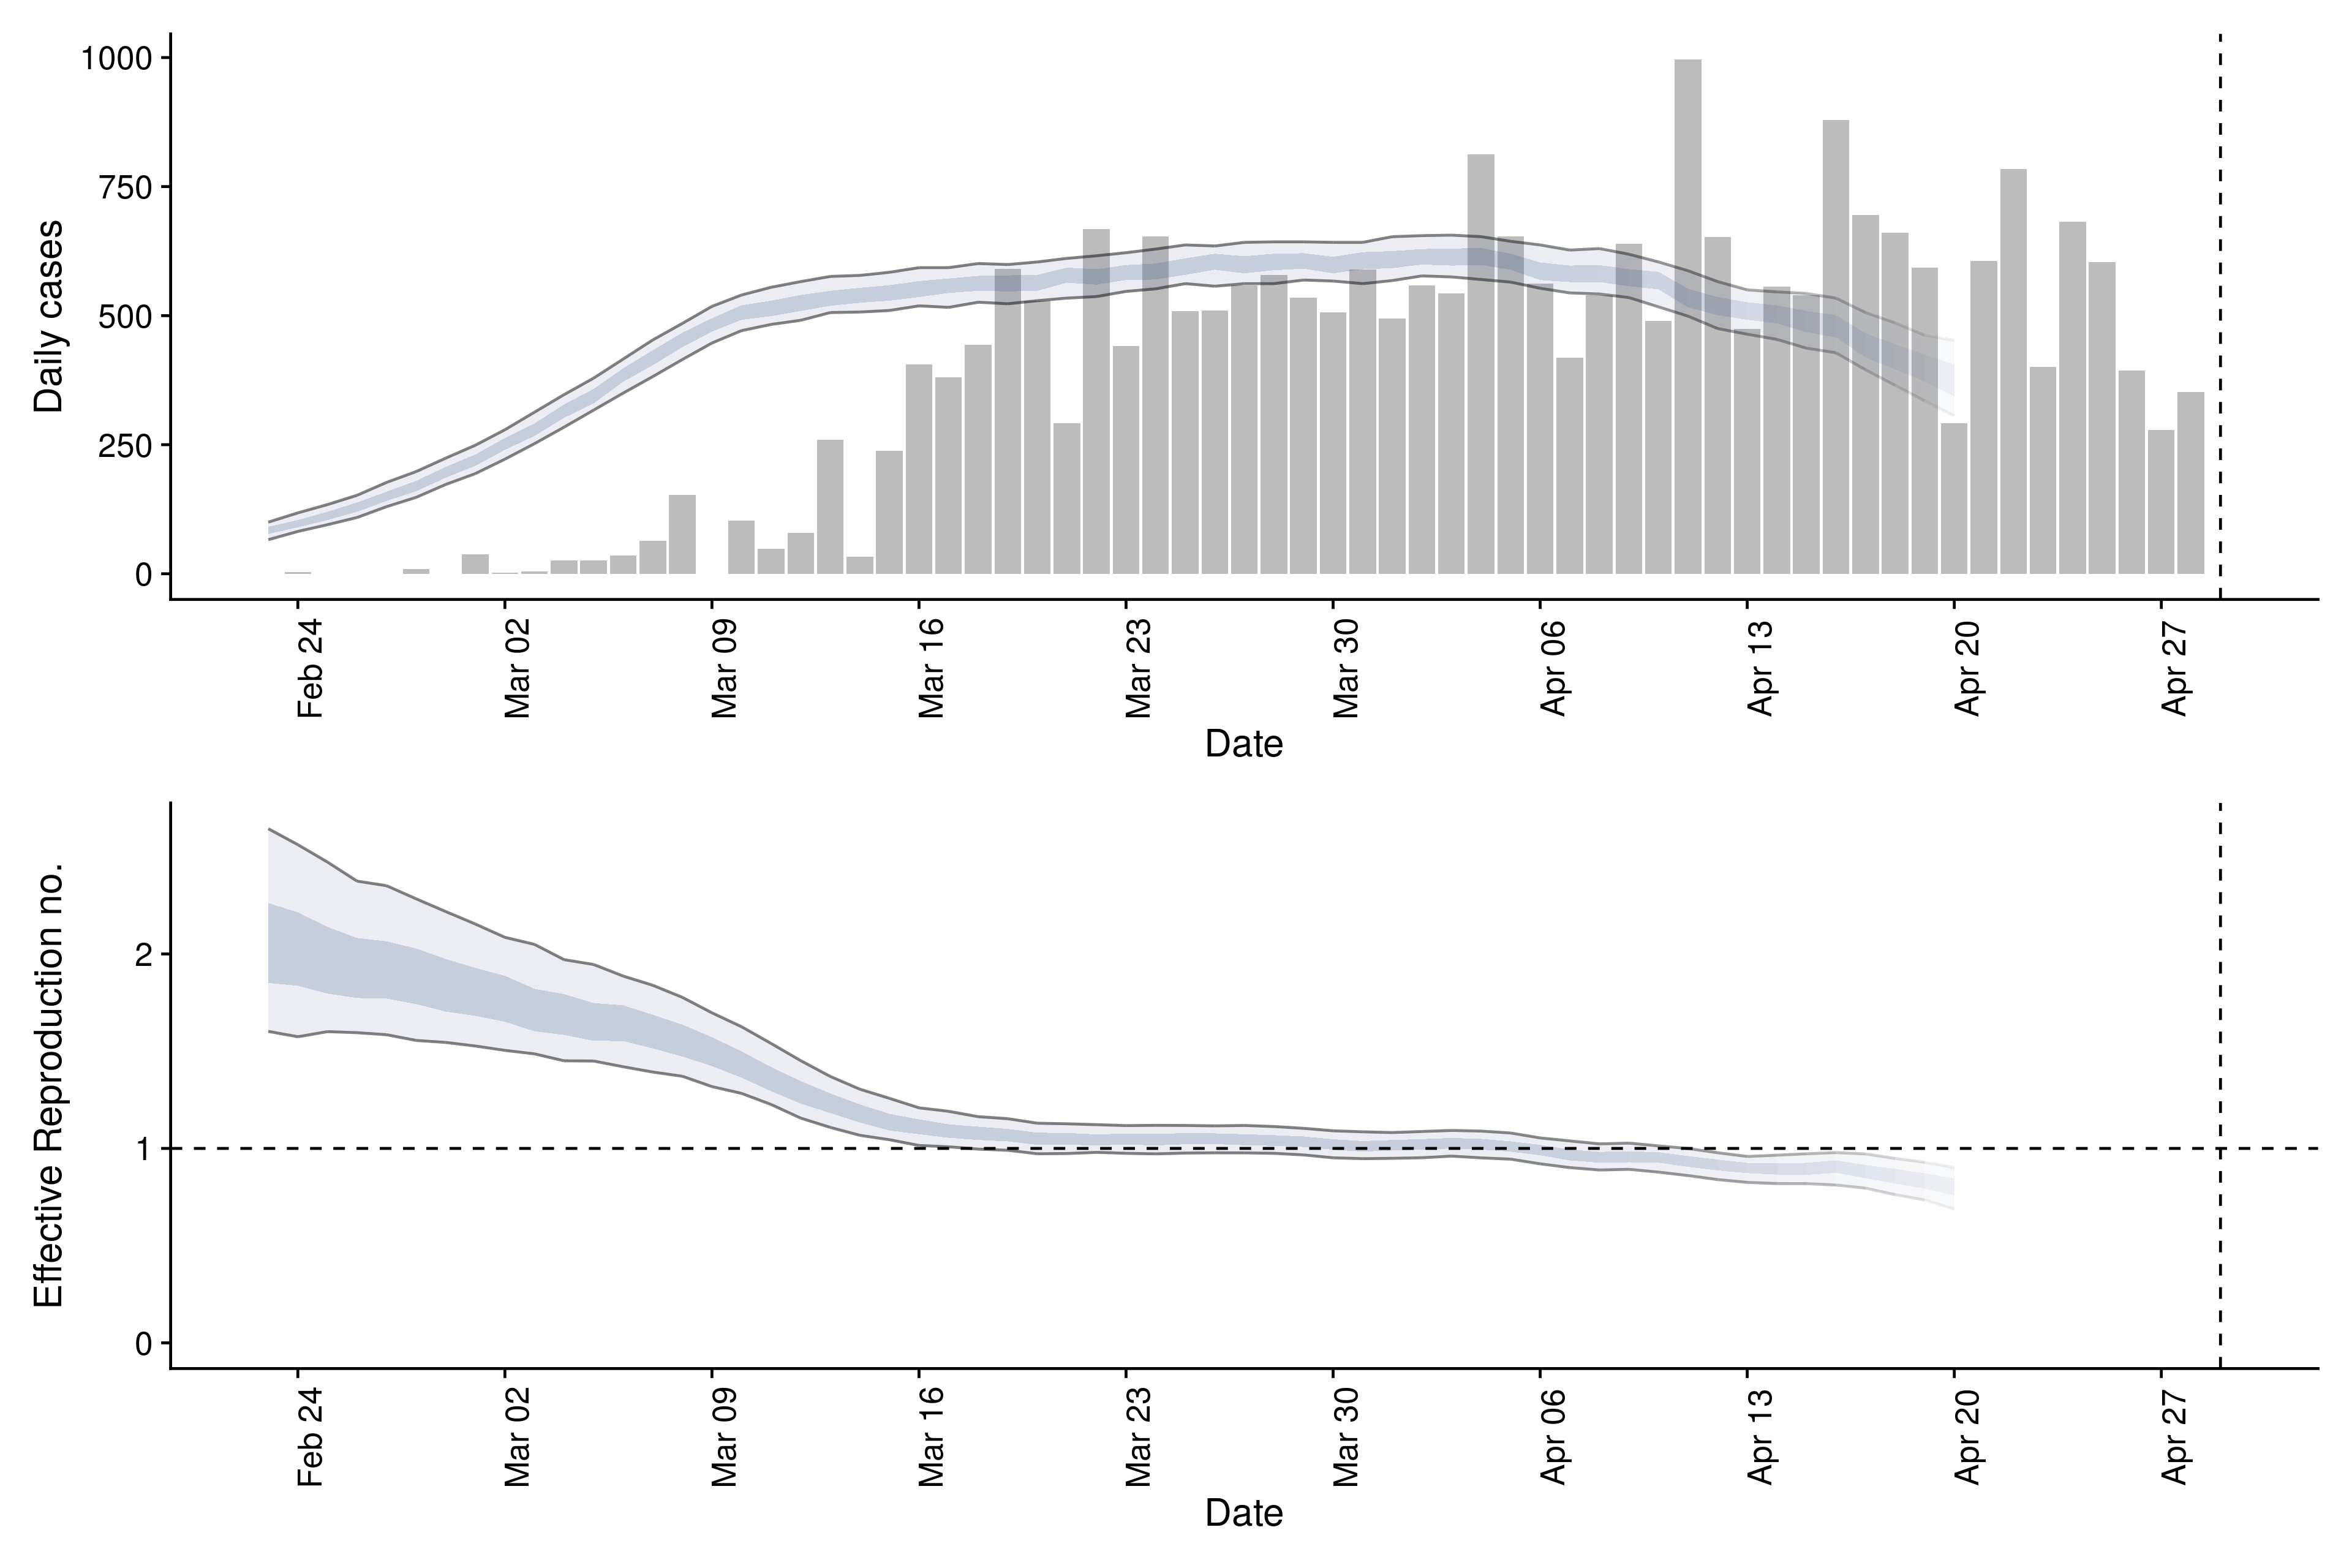 Daily cases
1000
750
500
250
0
Feb 24
Mar 02
Mar 09
Mar 16
Mar 23
Mar 30
Apr 06
Apr 13
Apr 20
Apr 27
Date
Effective Reproduction no.
2
1
0
Feb 24
Mar 02
Mar 09
Mar 16
Mar 23
Mar 30
Apr 06
Apr 13
Apr 20
Apr 27
Date